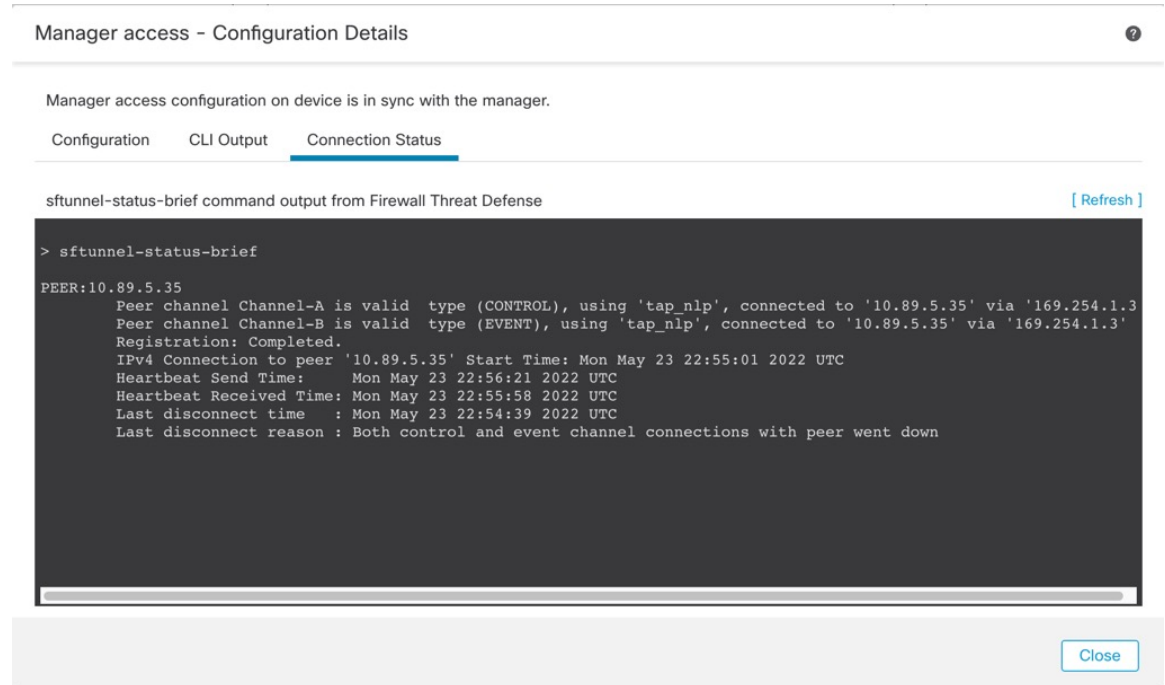 Manager access - Configuration Details
?
Manager access configuration on device is in sync with the manager.
Configuration CLI Output Connection Status
sftunnel-status-brief command output from Firewall Threat Defense [ Refresh ]
> sftunnel-status-brief
PEER:10.89.5.35
Peer channel Channel-A is valid type (CONTROL), using 'tap_nlp', connected to '10.89.5.35' via '169.254.1.3
Peer channel Channel-B is valid type (EVENT), using 'tap_nlp', connected to '10.89.5.35' via '169.254.1.3'
Registration: Completed.
IPv4 Connection to peer '10.89.5.35' Start Time: Mon May 23 22:55:01 2022 UTC
Heartbeat Send Time: Mon May 23 22:56:21 2022 UTC
Heartbeat Received Time: Mon May 23 22:55:58 2022 UTC
Last disconnect time : Mon May 23 22:54:39 2022 UTC
Last disconnect reason : Both control and event channel connections with peer went down
Close